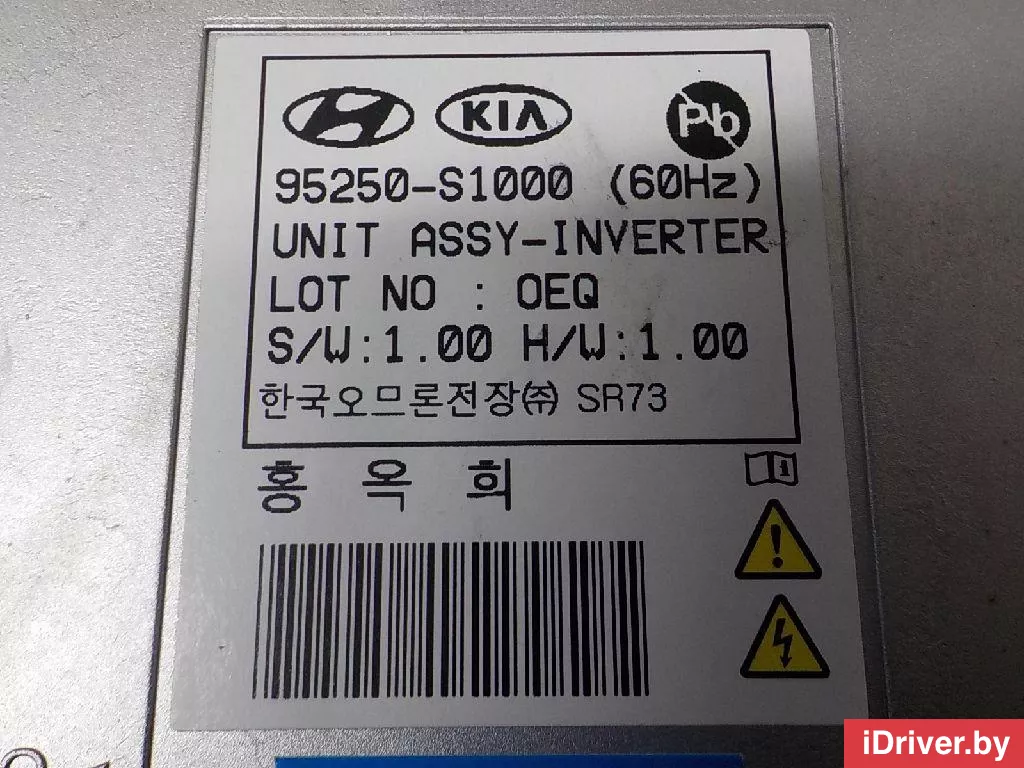 KIA Pb
95250-S1000 (60Hz)
UNIT ASSY-INVERTER
LOT NO : OEQ
S/W:1.00 H/W:1.00
한국오므론전장㈜ SR73
홍 옥 희
iDriver.by